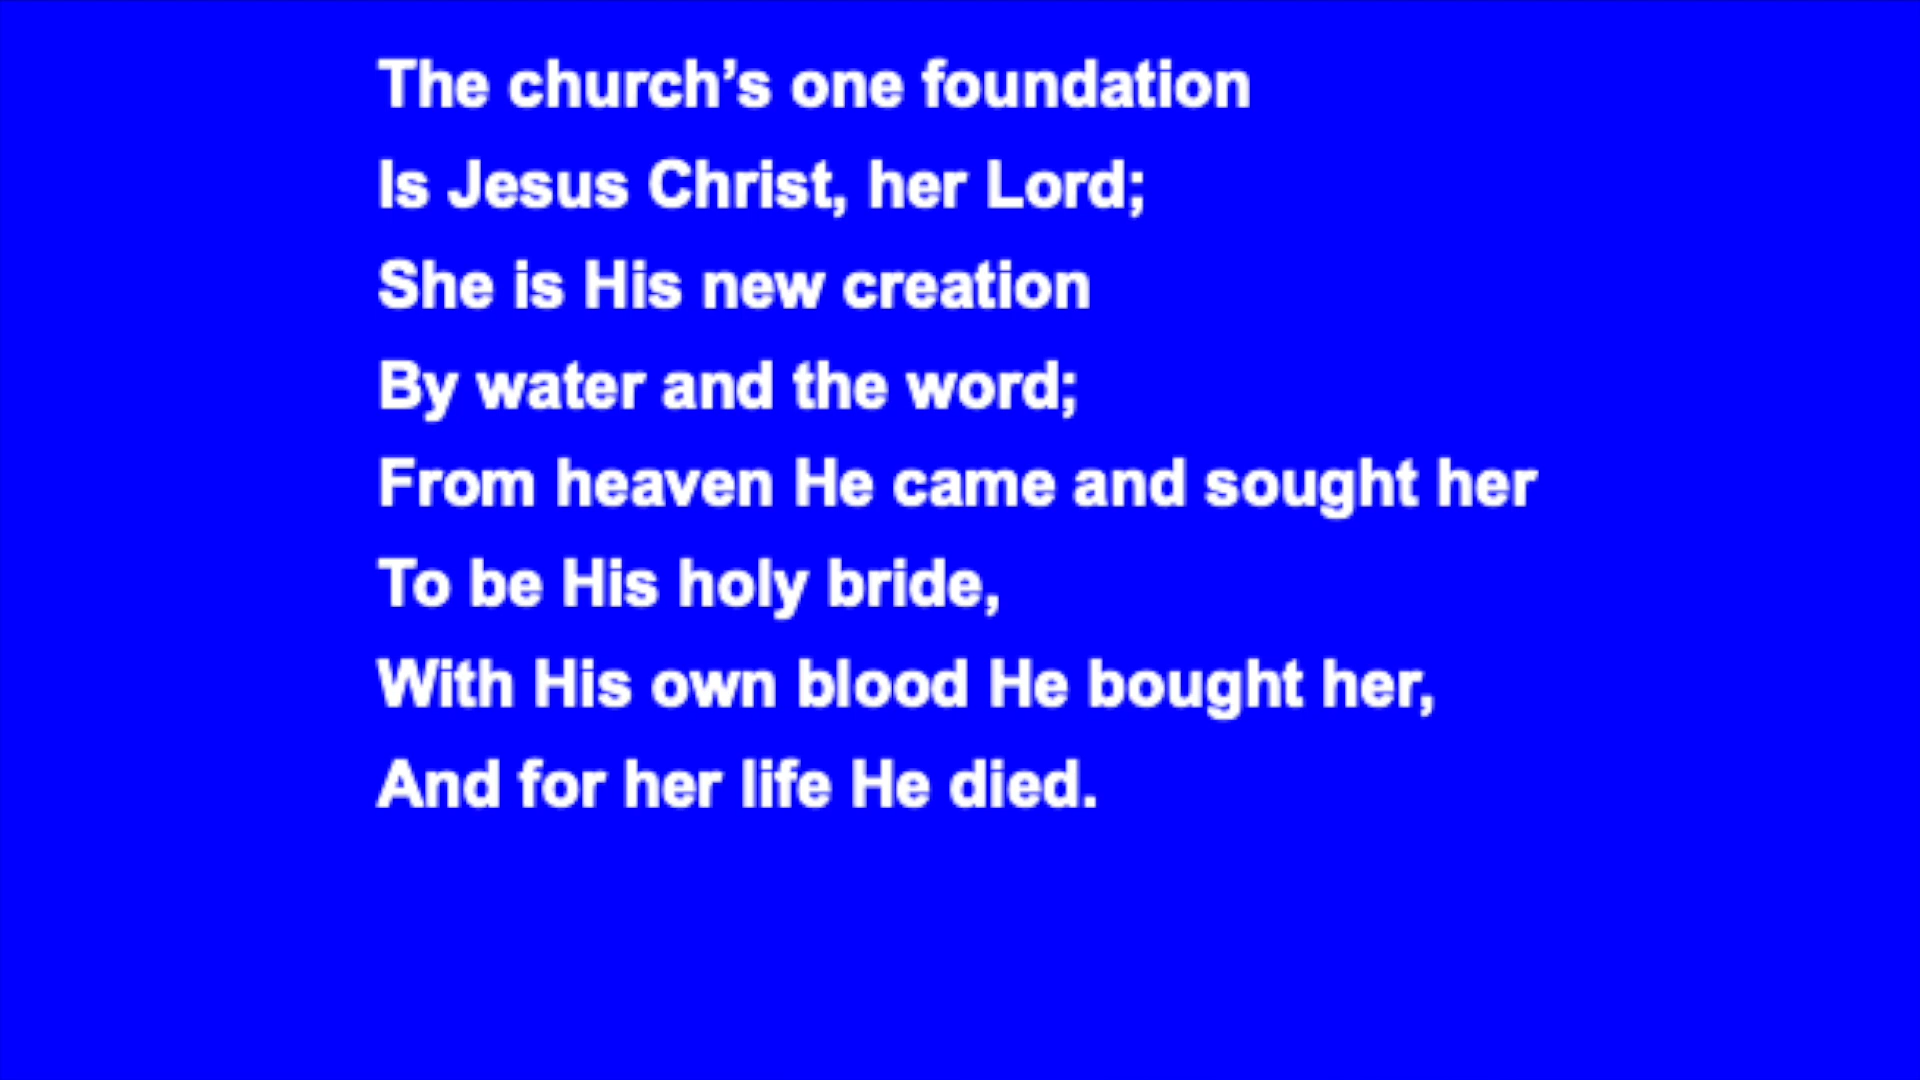 The church’s one foundation
Is Jesus Christ, her Lord;
She is His new creation
By water and the word;
From heaven He came and sought her
To be His holy bride,
With His own blood He bought her,
And for her life He died.